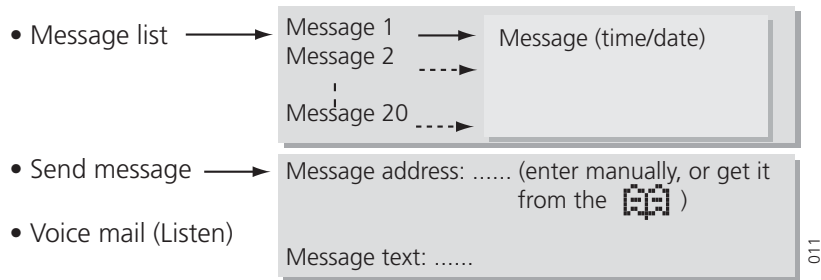 • Message list
Message 1
Message 2
Message 20
Message (time/date)
• Send message
Message address: ...... (enter manually, or get it
from the )
• Voice mail (Listen)
Message text: ......
011